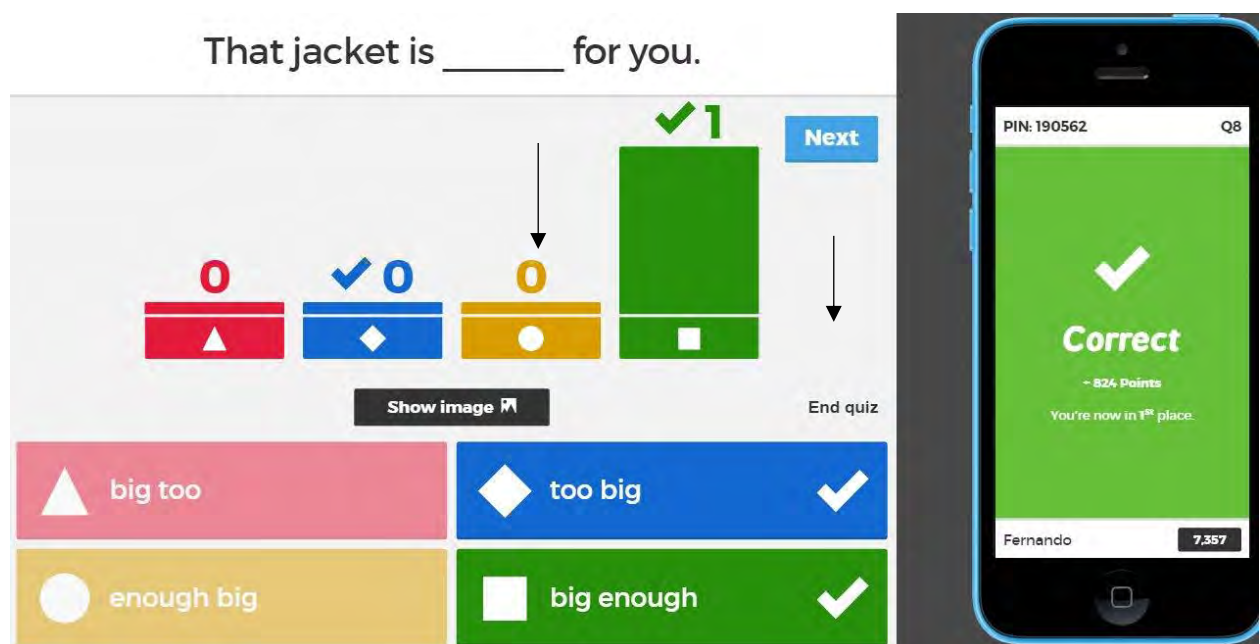 That jacket is ______ for you.
1
Next
0
0
0
Show image
End quiz
big too
too big
enough big
big enough
PIN: 190562
Q8
Correct
+ 824 Points
You're now in 1st place.
Fernando
7,357